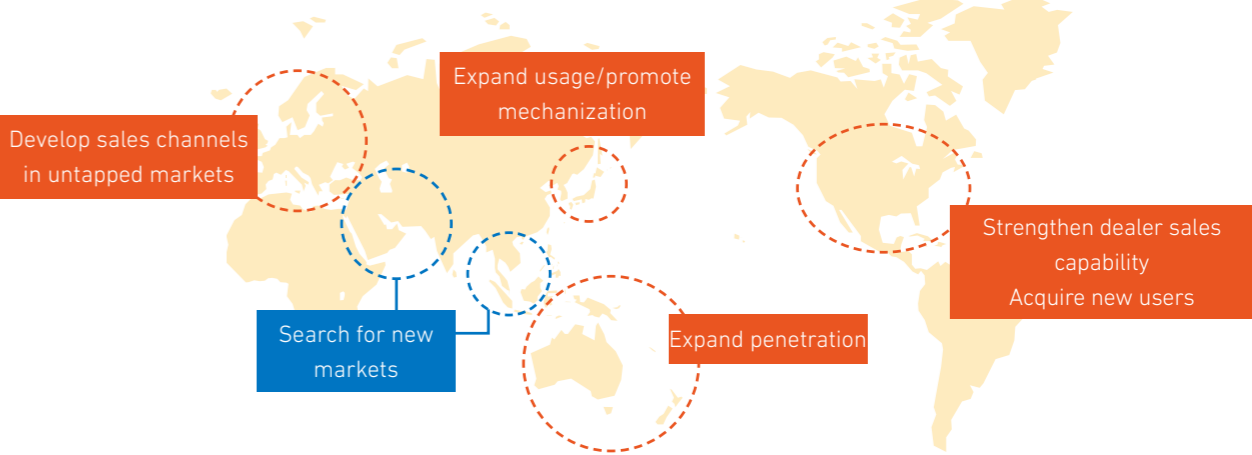 Expand usage/promote
mechanization
Develop sales channels
in untapped markets
Strengthen dealer sales
capability
Acquire new users
Search for new
markets
Expand penetration